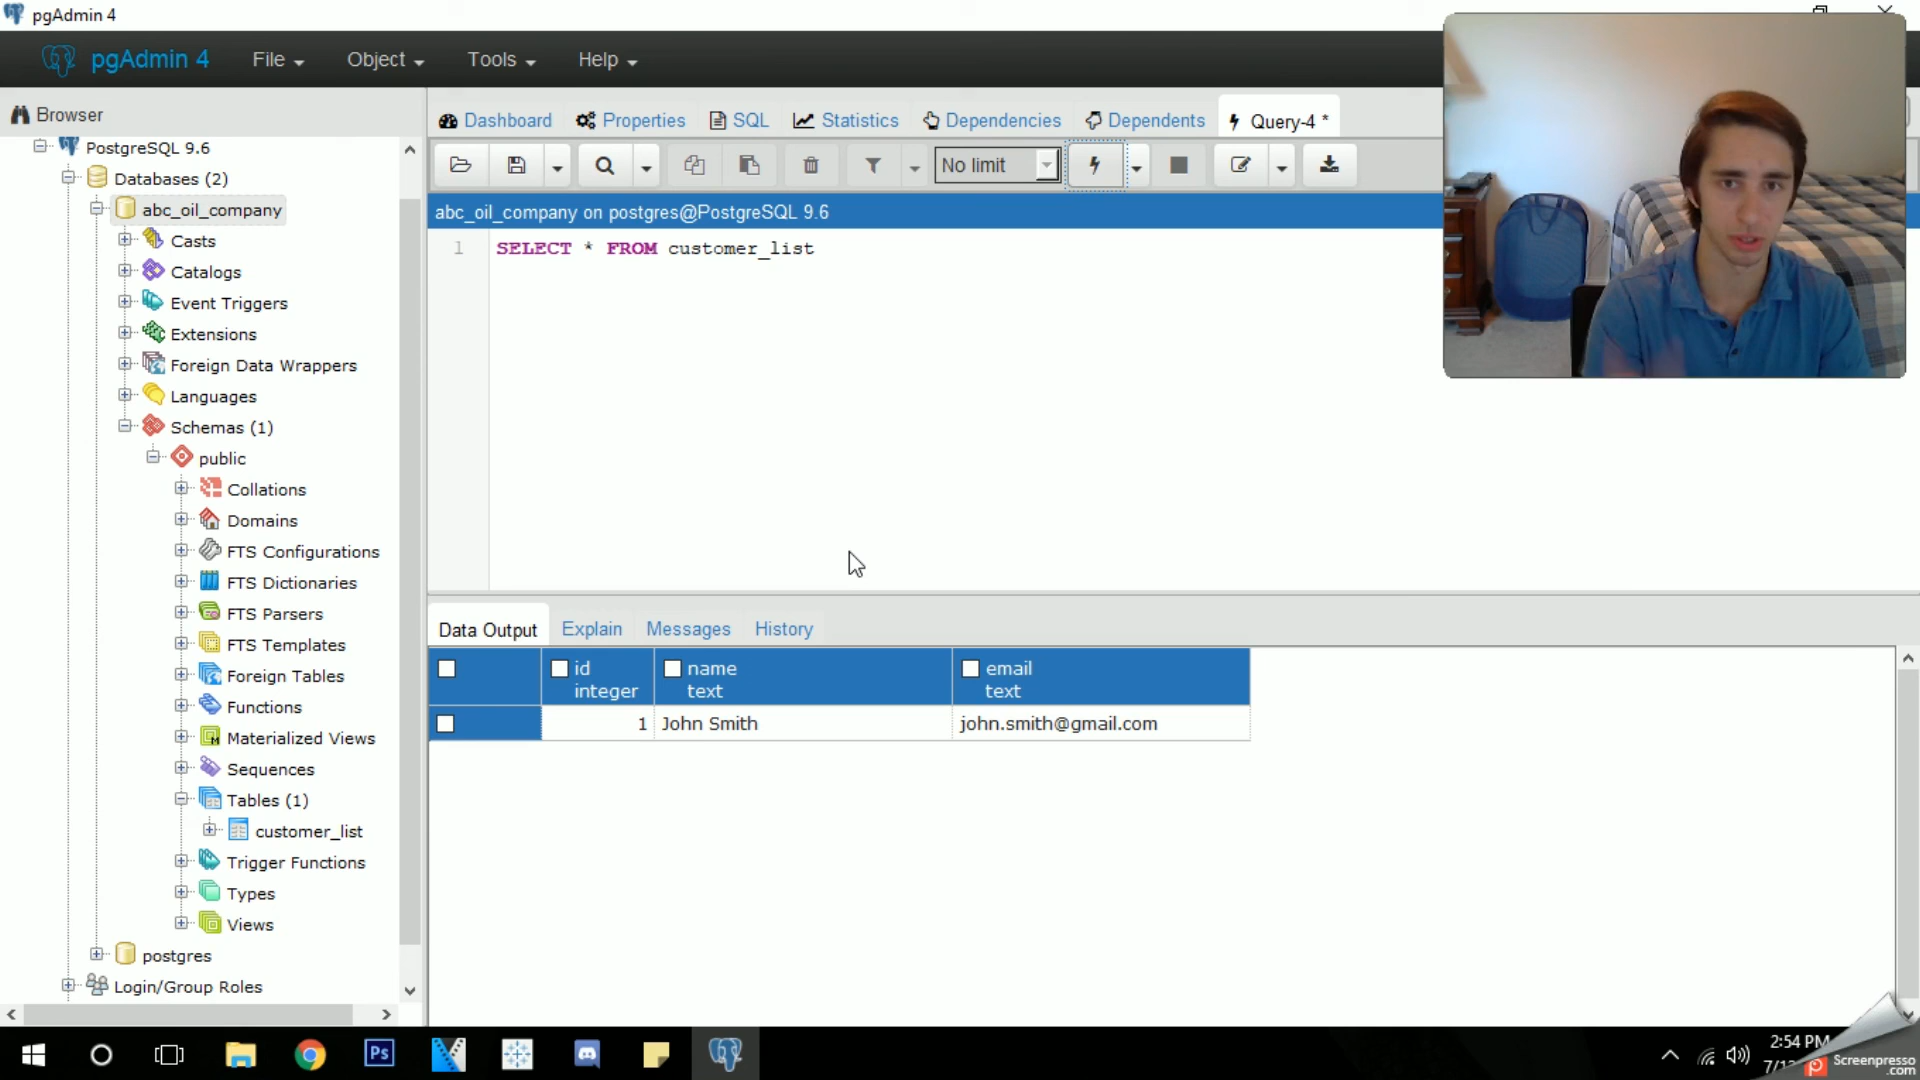 pgAdmin 4
pgAdmin 4 File Object Tools Help
Browser
PostgreSQL 9.6
Databases (2)
abc_oil_company
Casts
Catalogs
Event Triggers
Extensions
Foreign Data Wrappers
Languages
Schemas (1)
public
Collations
Domains
FTS Configurations
FTS Dictionaries
FTS Parsers
FTS Templates
Foreign Tables
Functions
Materialized Views
Sequences
Tables (1)
customer_list
Trigger Functions
Types
Views
postgres
Login/Group Roles
Dashboard Properties SQL Statistics Dependencies Dependents Query-4 *
No limit
abc_oil_company on postgres@PostgreSQL 9.6
1 SELECT * FROM customer_list
Data Output Explain Messages History
id name email
integer text text
1 John Smith john.smith@gmail.com
Ps
2:54 PM
Screenpresso
.com